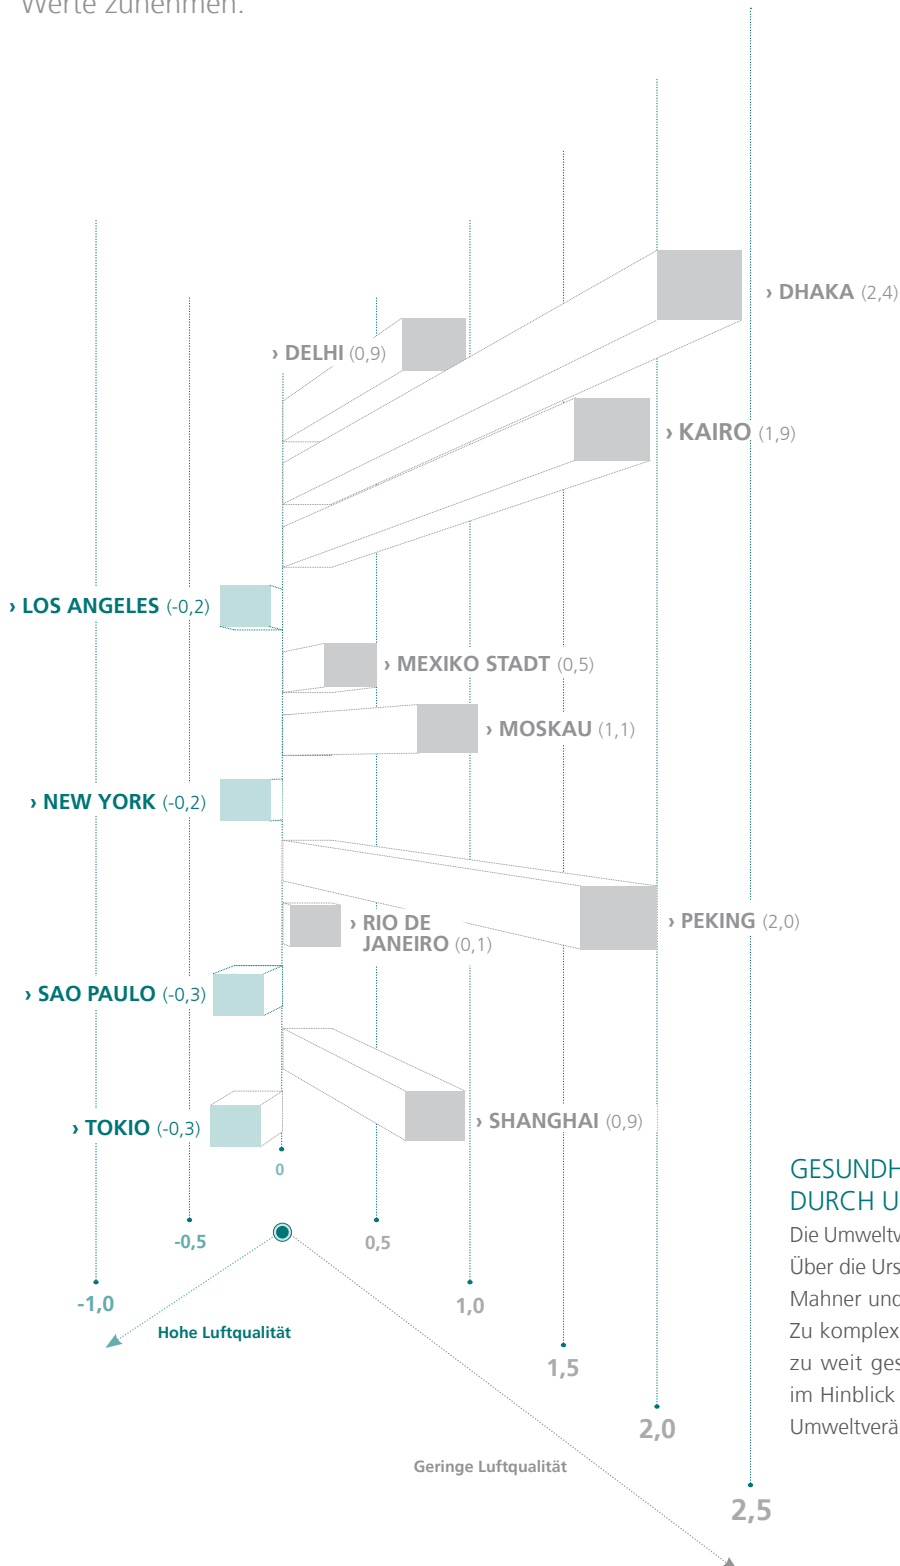 Werte zunehmen.
› DHAKA (2,4)
› DELHI (0,9)
› KAIRO (1,9)
› LOS ANGELES (-0,2)
› MEXIKO STADT (0,5)
› MOSKAU (1,1)
› NEW YORK (-0,2)
› PEKING (2,0)
› RIO DE
JANEIRO (0,1)
› SAO PAULO (-0,3)
› SHANGHAI (0,9)
› TOKIO (-0,3)
0
-0,5
0,5
-1,0
1,0
Hohe Luftqualität
1,5
2,0
Geringe Luftqualität
2,5
GESUNDH
DURCH U
Die Umweltv
Über die Urs
Mahner und
Zu komplex
zu weit ges
im Hinblick
Umweltverä